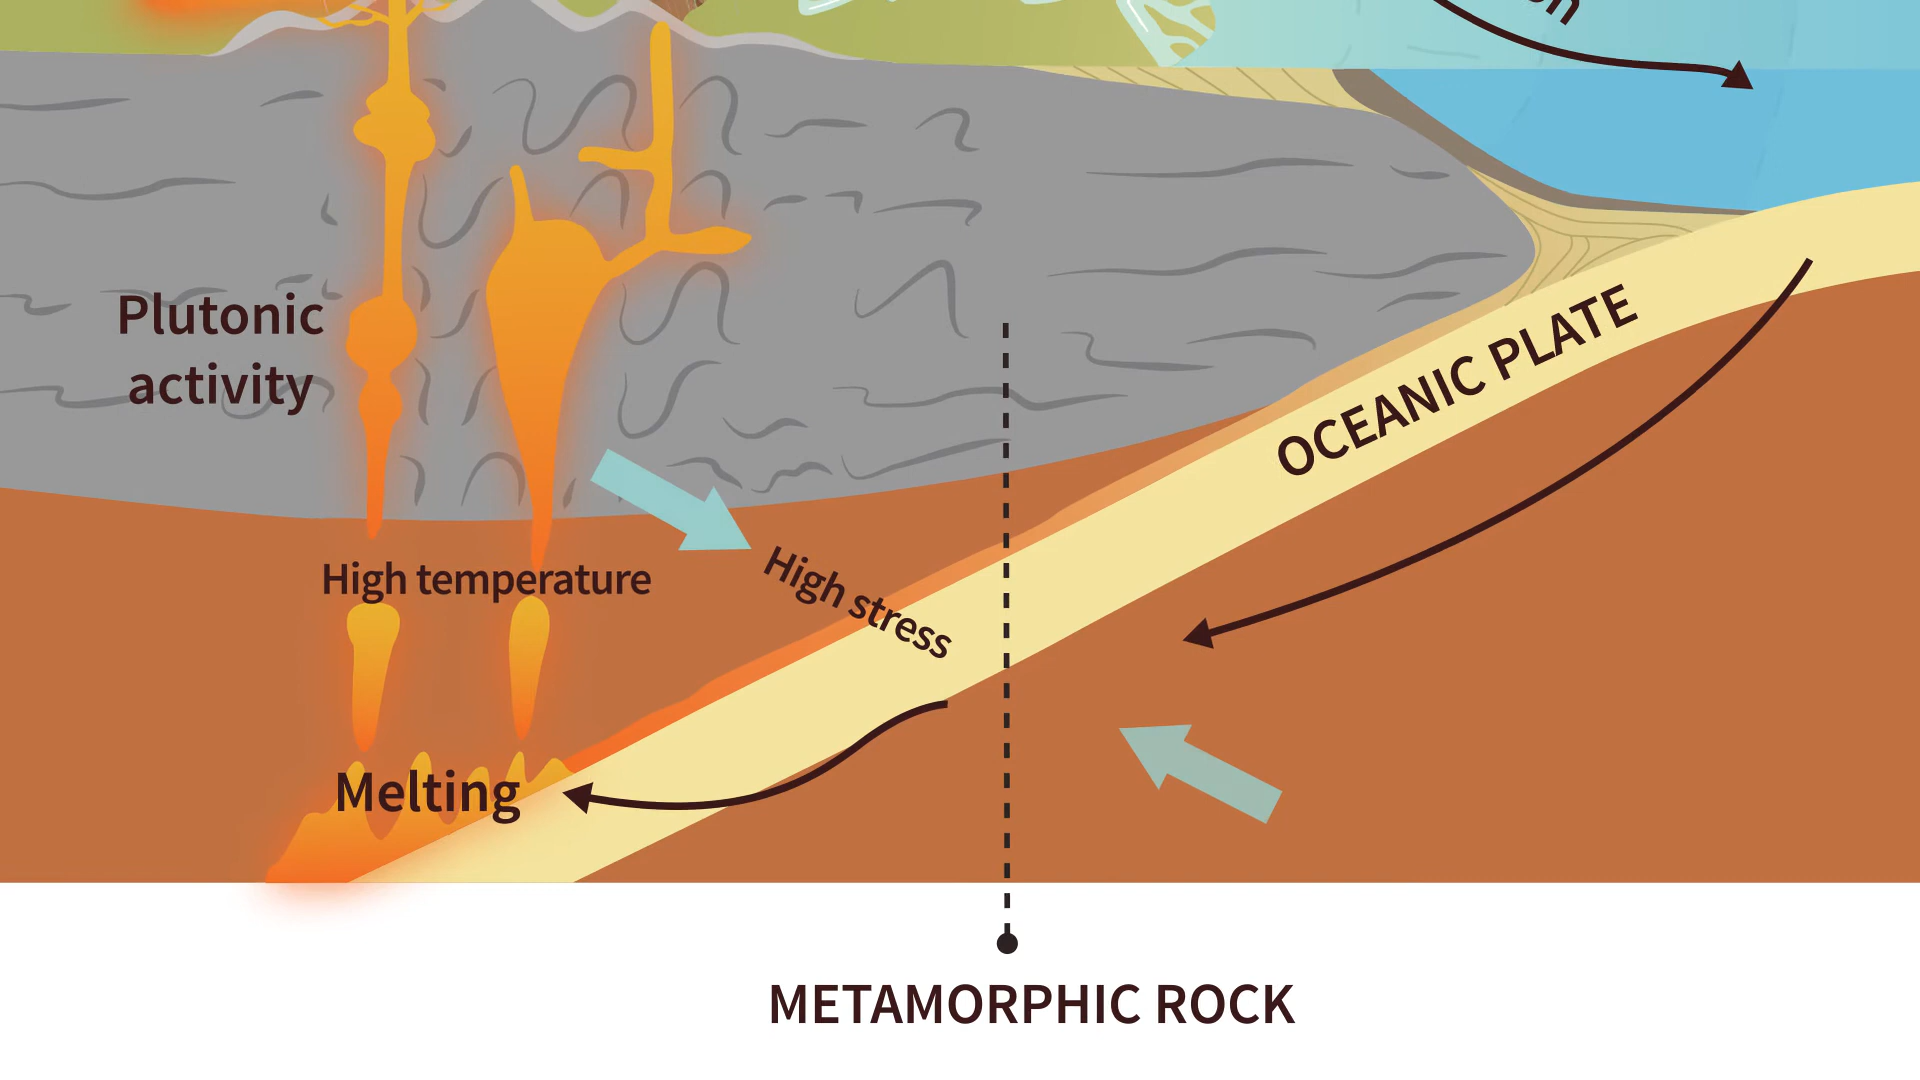 Plutonic
activity
OCEANIC PLATE
High temperature
High stress
Melting
METAMORPHIC ROCK